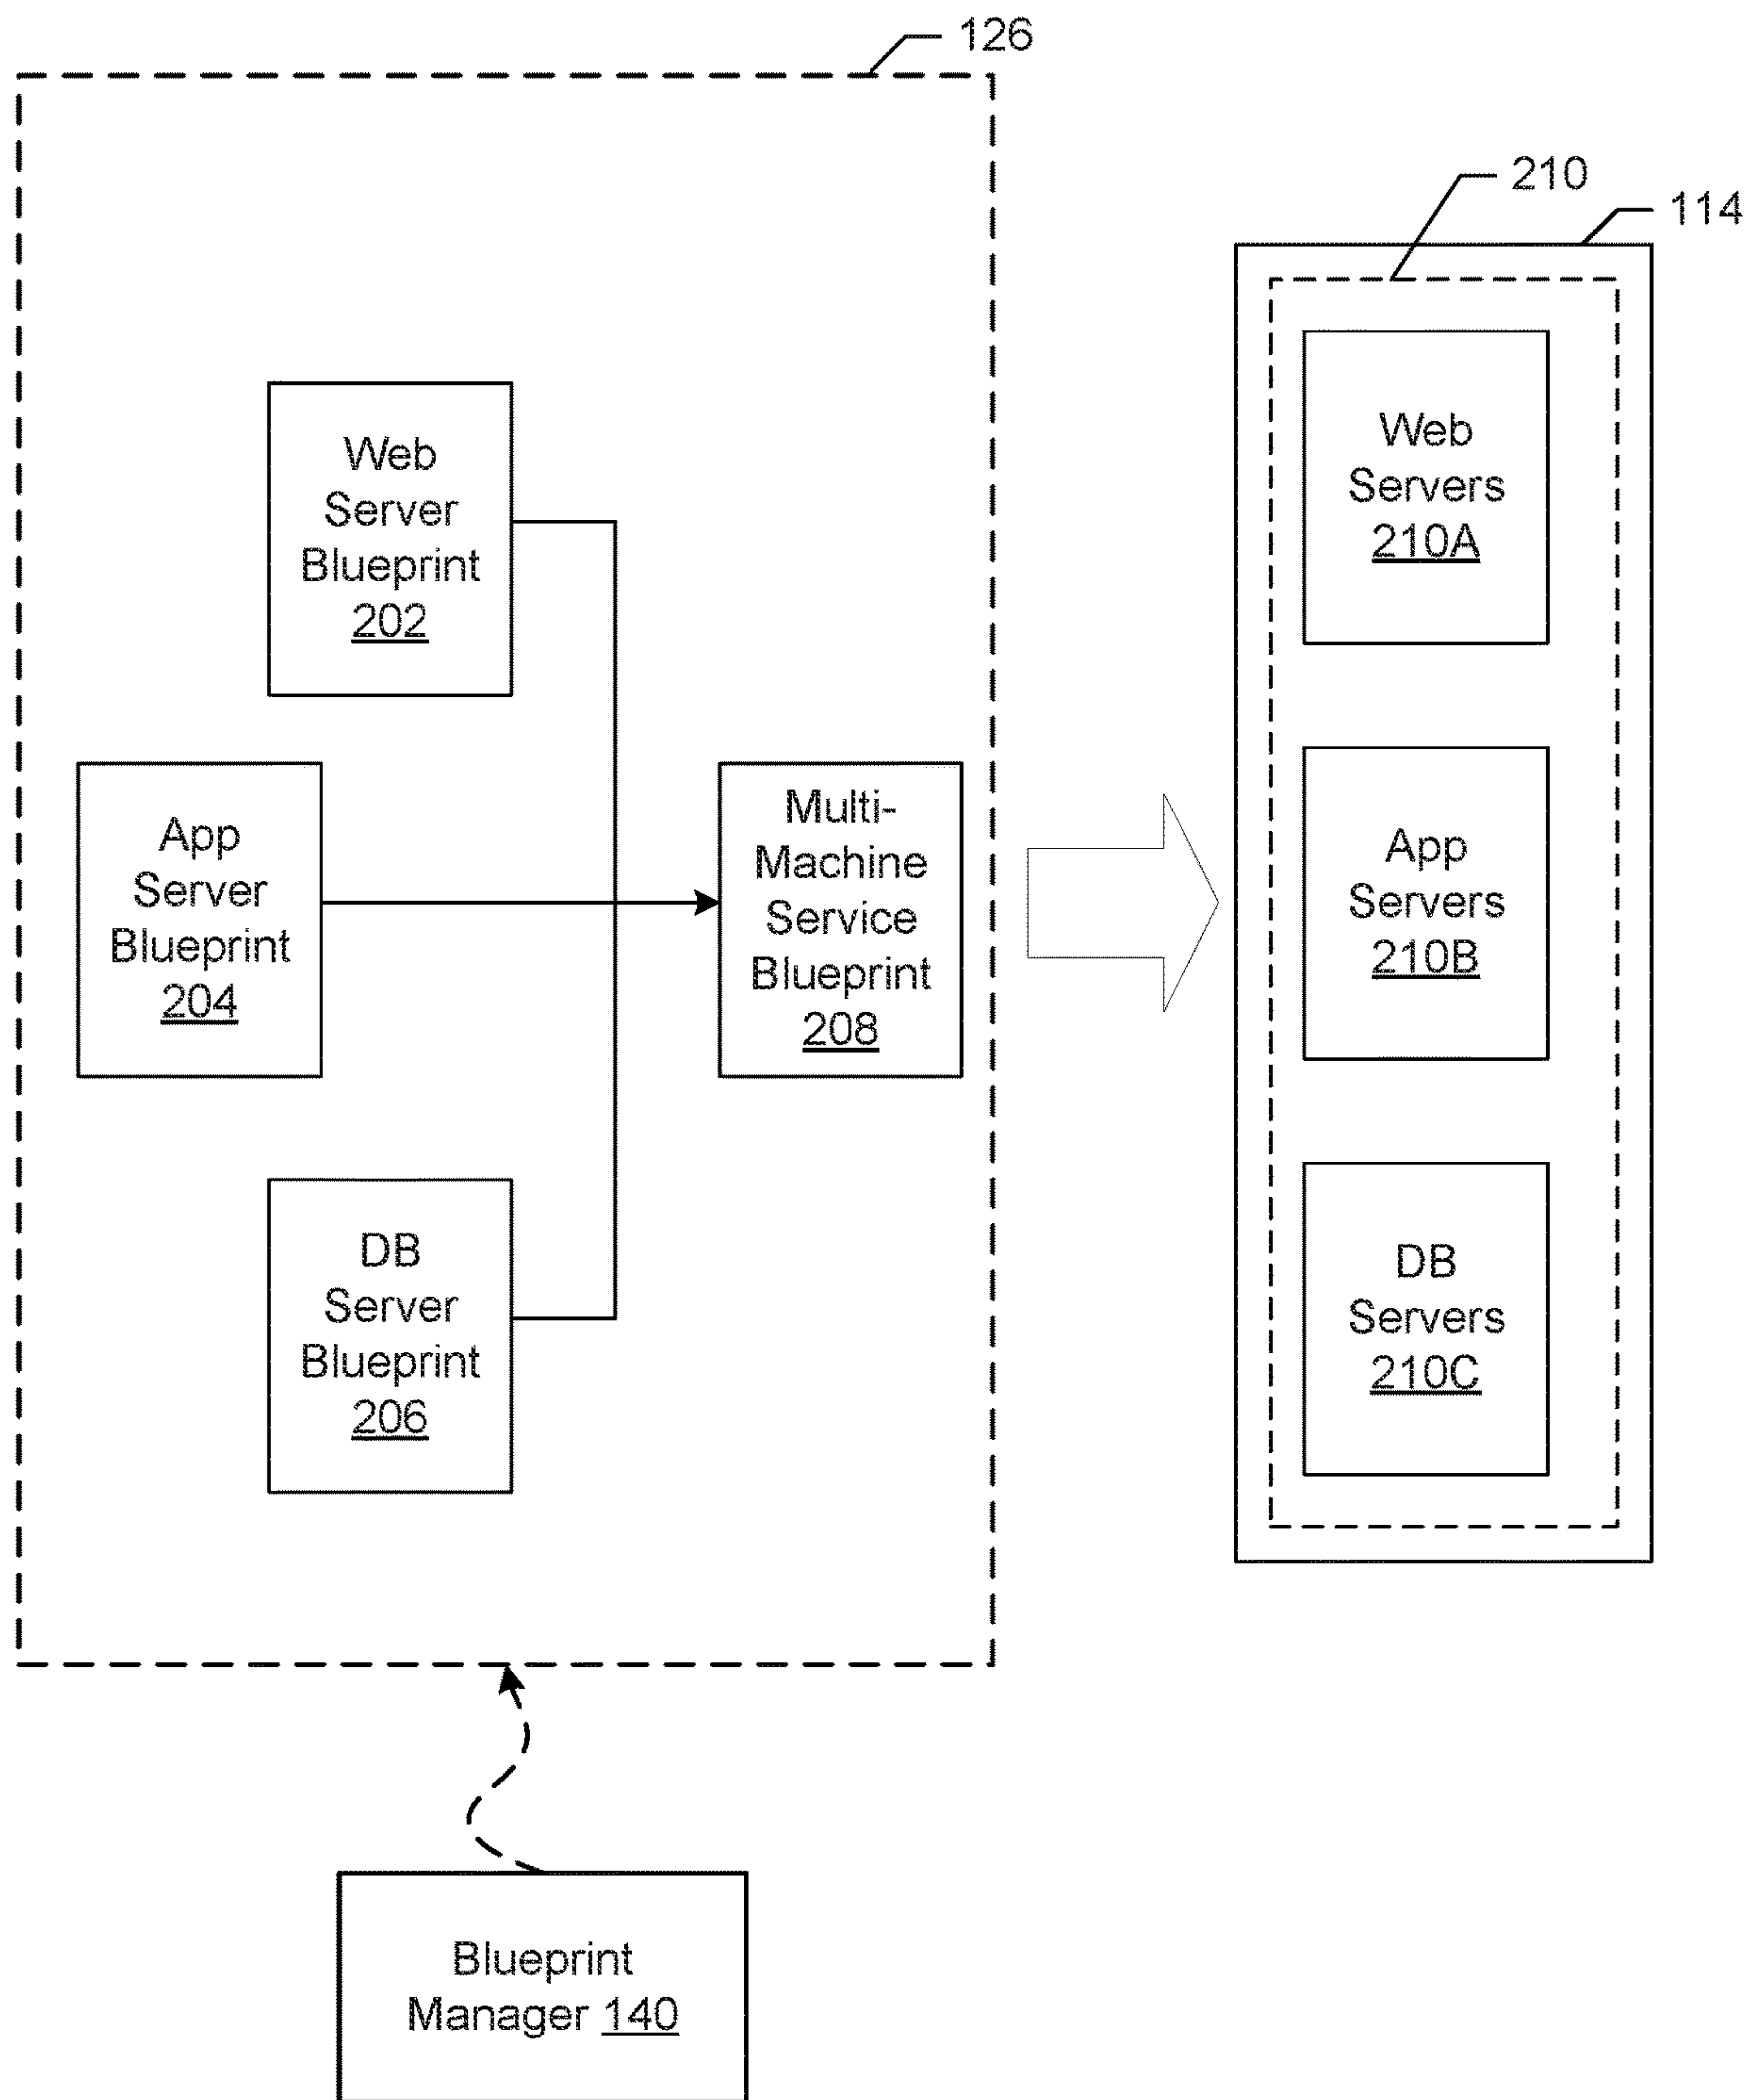 126
210
114
Web
Server
Blueprint
202
App
Server
Blueprint
204
DB
Server
Blueprint
206
Multi-
Machine
Service
Blueprint
208
Web
Servers
210A
App
Servers
210B
DB
Servers
210C
Blueprint
Manager 140